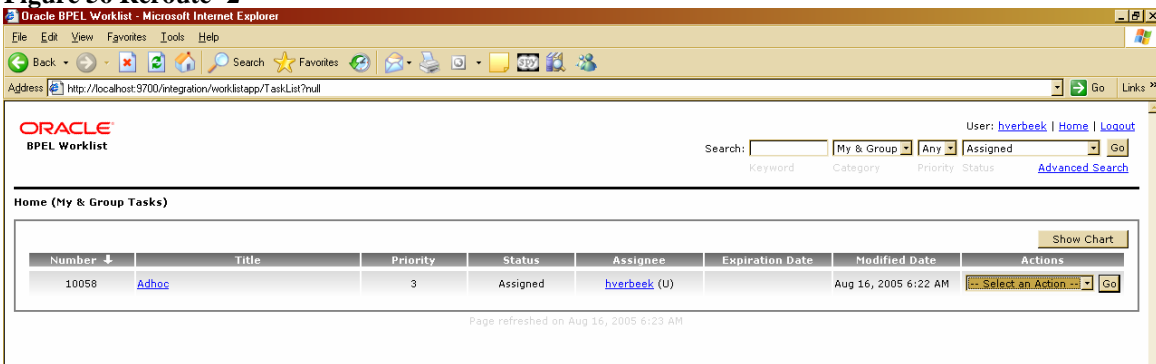 Figure 36 Reroute -2
Oracle BPEL Worklist - Microsoft Internet Explorer
File Edit View Favorites Tools Help
Back Search Favorites
Address http://localhost:9700/integration/worklistapp/TaskList?null Go Links »
ORACLE
BPEL Worklist
User: hverbeek | Home | Logout
Search: My & Group Any Assigned Go
Keyword Category Priority Status Advanced Search
Home (My & Group Tasks)
Show Chart
Number Title Priority Status Assignee Expiration Date Modified Date Actions
10058 Adhoc 3 Assigned hverbeek (U) Aug 16, 2005 6:22 AM -- Select an Action -- Go
Page refreshed on Aug 16, 2005 6:23 AM